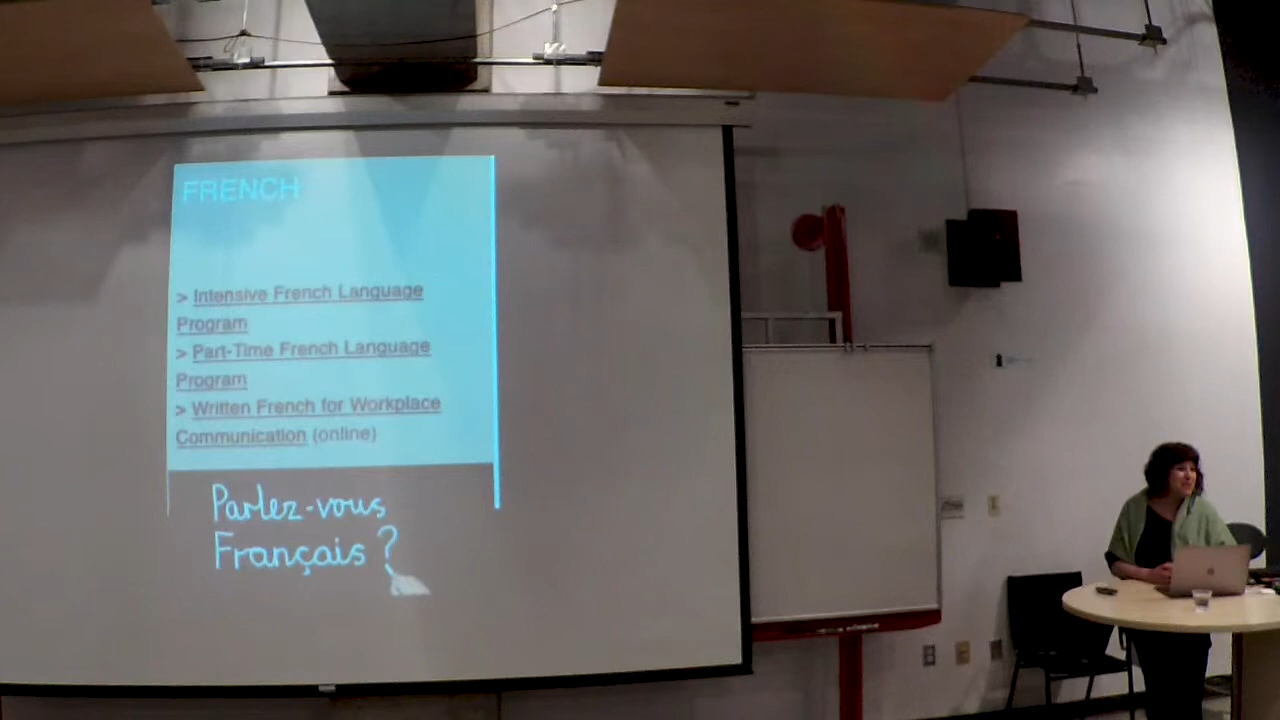 FRENCH
> Intensive French Language
Program
> Part-Time French Language
Program
> Written French for Workplace
Communication (online)
Parlez-vous
Français ?